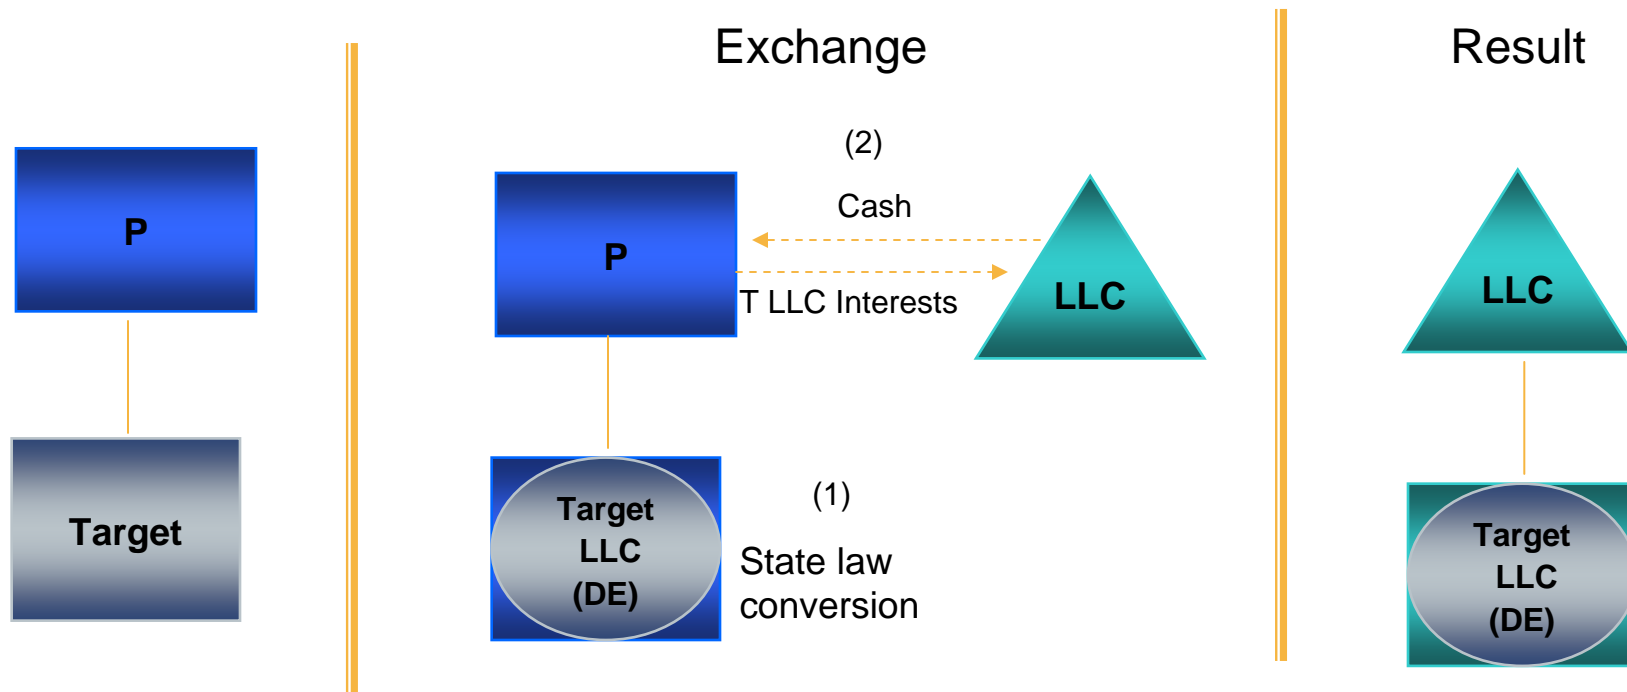 Exchange
Result
P
Target
(2)
Cash
P
T LLC Interests
LLC
Target
LLC
(DE)
(1)
State law
conversion
LLC
Target
LLC
(DE)